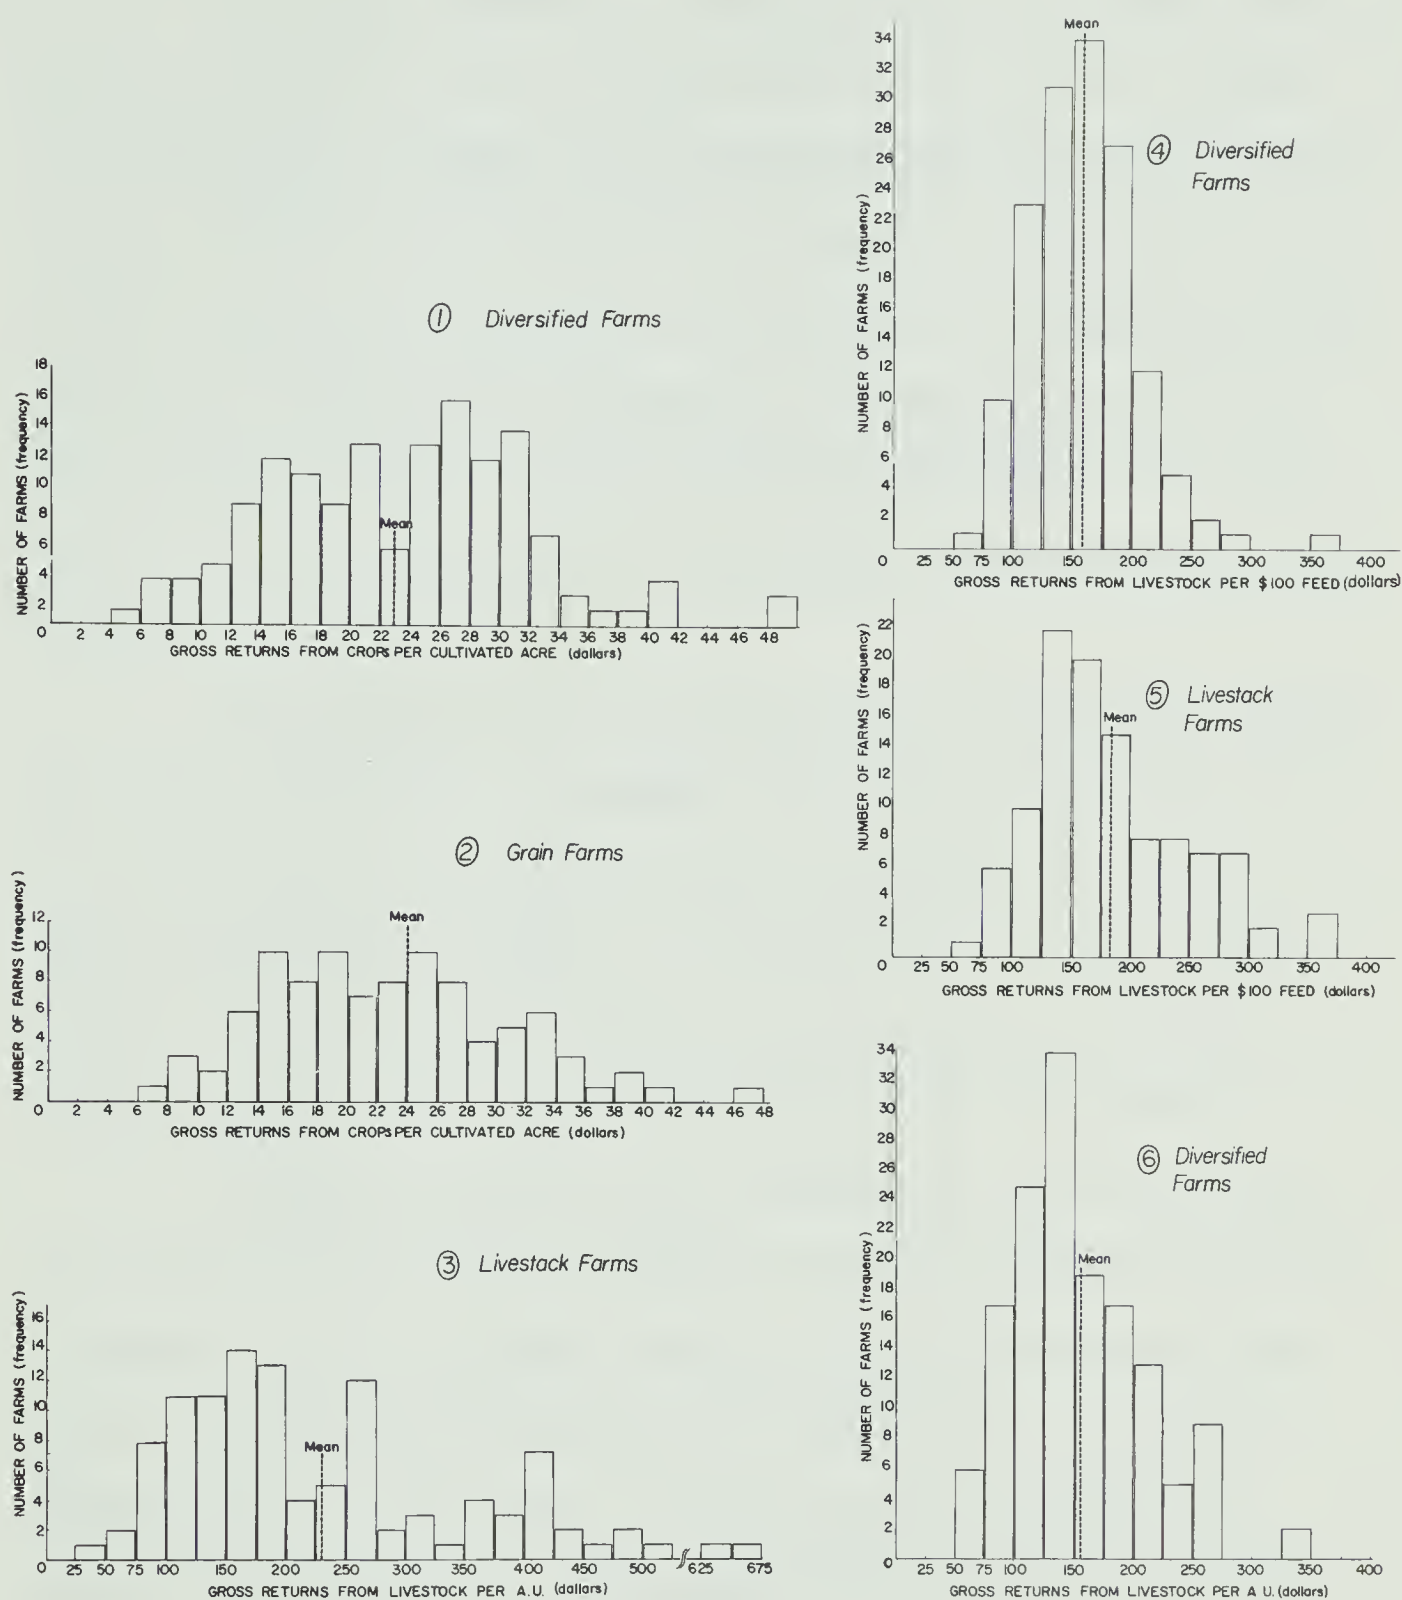 ① Diversified Farms
NUMBER OF FARMS (frequency)
18
16
14
12
10
8
6
4
2
Mean
0 2 4 6 8 10 12 14 16 18 20 22 24 26 28 30 32 34 36 38 40 42 44 46 48
GROSS RETURNS FROM CROPS PER CULTIVATED ACRE (dollars)
② Grain Farms
NUMBER OF FARMS (frequency)
12
10
8
6
4
2
Mean
0 2 4 6 8 10 12 14 16 18 20 22 24 26 28 30 32 34 36 38 40 42 44 46 48
GROSS RETURNS FROM CROPS PER CULTIVATED ACRE (dollars)
③ Livestack Farms
NUMBER OF FARMS (frequency)
16
14
12
10
8
6
4
2
Mean
0 25 50 75 100 150 200 250 300 350 400 450 500 625 675
GROSS RETURNS FROM LIVESTOCK PER A.U. (dollars)
④ Diversified
Farms
NUMBER OF FARMS (frequency)
34
32
30
28
26
24
22
20
18
16
14
12
10
8
6
4
2
Mean
0 25 50 75 100 150 200 250 300 350 400
GROSS RETURNS FROM LIVESTOCK PER $100 FEED (dollars)
⑤ Livestack
Farms
NUMBER OF FARMS (frequency)
22
20
18
16
14
12
10
8
6
4
2
Mean
0 25 50 75 100 150 200 250 300 350 400
GROSS RETURNS FROM LIVESTOCK PER $100 FEED (dollars)
⑥ Diversified
Farms
NUMBER OF FARMS (frequency)
34
32
30
28
26
24
22
20
18
16
14
12
10
8
6
4
2
Mean
0 25 50 75 100 150 200 250 300 350 400
GROSS RETURNS FROM LIVESTOCK PER A U. (dollars)